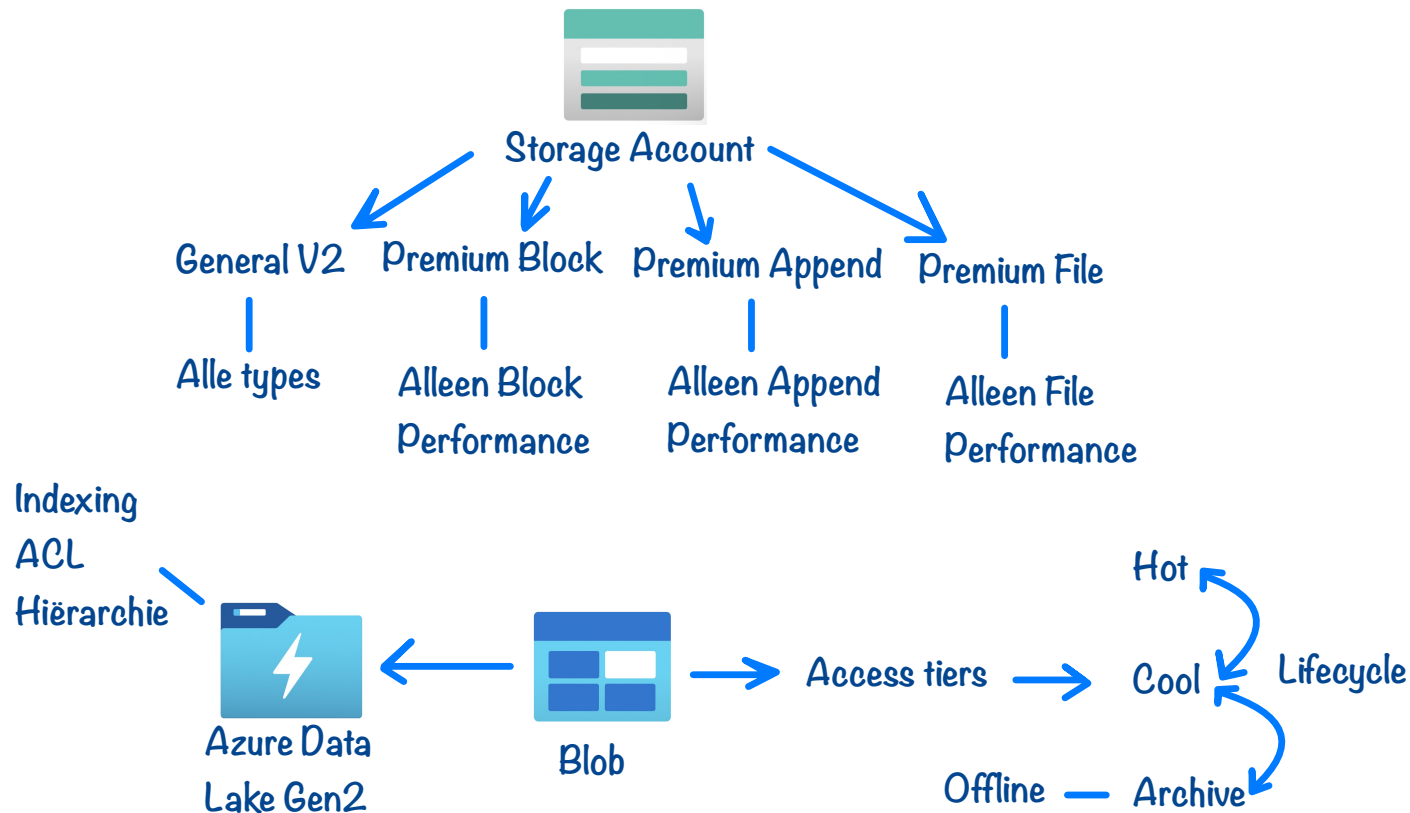 Storage Account
General V2
Premium Block
Premium Append
Premium File
Alle types
Alleen Block
Performance
Alleen Append
Performance
Alleen File
Performance
Indexing
ACL
Hiërarchie
Azure Data
Lake Gen2
Blob
Access tiers
Hot
Cool
Lifecycle
Offline
Archive